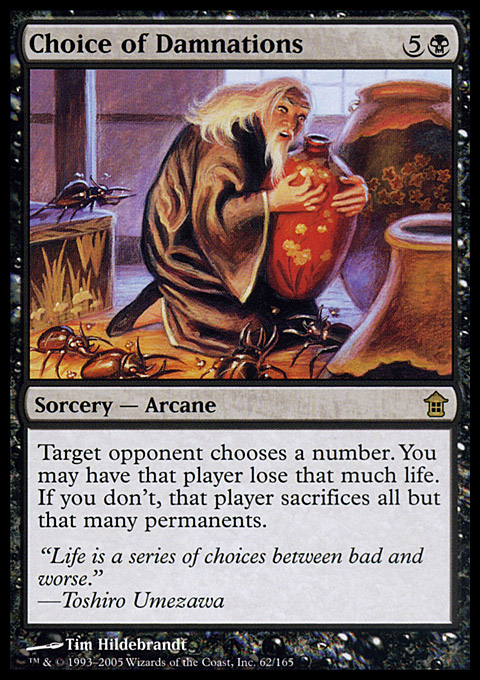 Choice of Damnations 5
Sorcery — Arcane
Target opponent chooses a number. You
may have that player lose that much life.
If you don't, that player sacrifices all but
that many permanents.
“Life is a series of choices between bad and
worse.”
—Toshiro Umezawa
Tim Hildebrandt
™ & © 1993–2005 Wizards of the Coast, Inc. 62/165